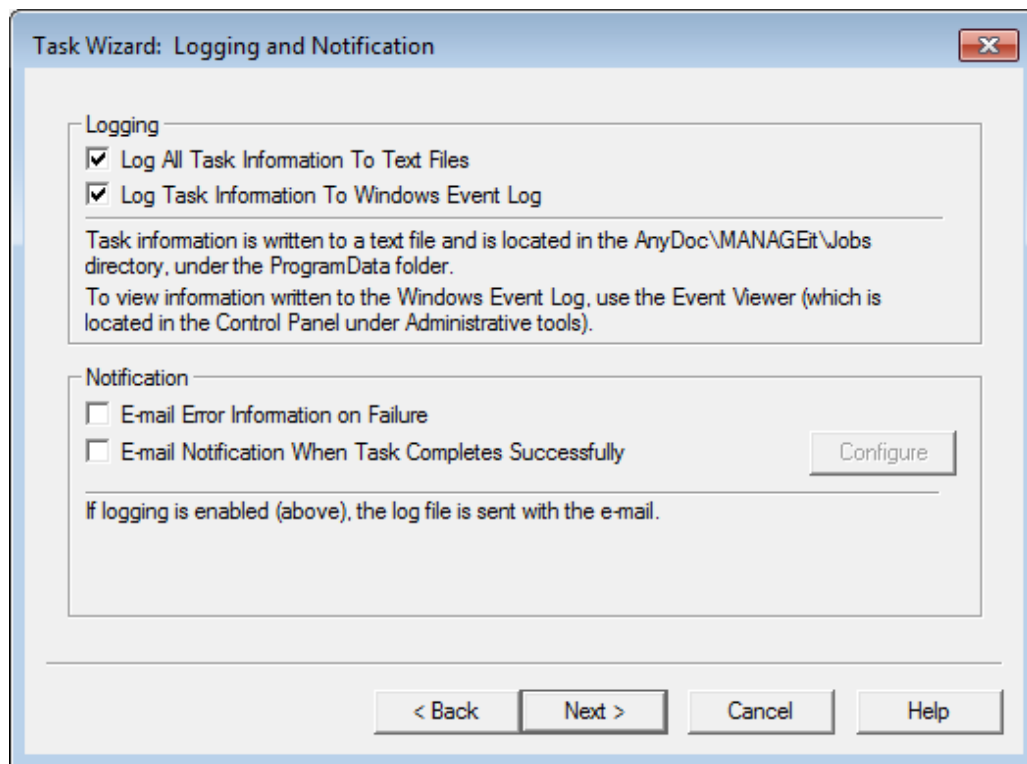 Task Wizard:  Logging and Notification
Logging
Log All Task Information To Text Files
Log Task Information To Windows Event Log
Task information is written to a text file and is located in the AnyDoc\MANAGEit\Jobs
directory, under the ProgramData folder.
To view information written to the Windows Event Log, use the Event Viewer (which is
located in the Control Panel under Administrative tools).
Notification
E-mail Error Information on Failure
E-mail Notification When Task Completes Successfully
Configure
If logging is enabled (above), the log file is sent with the e-mail.
< Back
Next >
Cancel
Help